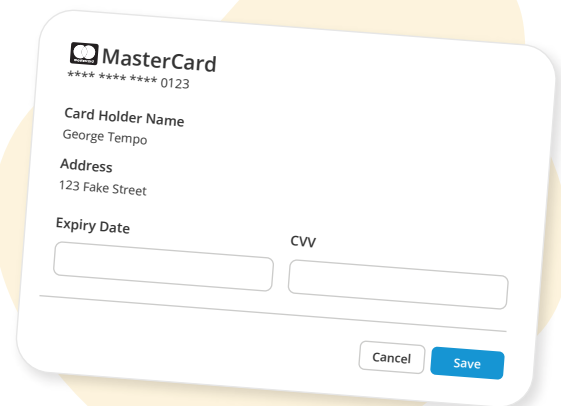 MasterCard
**** **** **** 0123
Card Holder Name
George Tempo
Address
123 Fake Street
Expiry Date
CVV
Cancel
Save